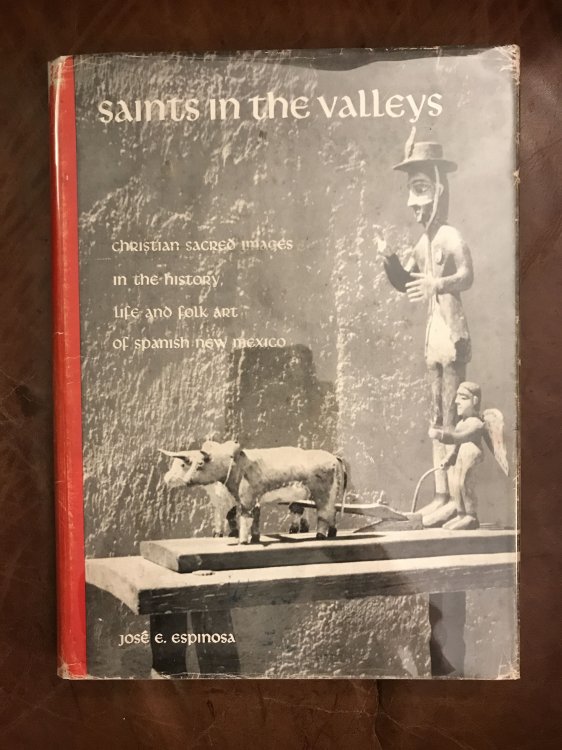 saints in the valleys
christian sacred images
in the history,
life and folk art
of spanish new mexico
josé e. espinosa